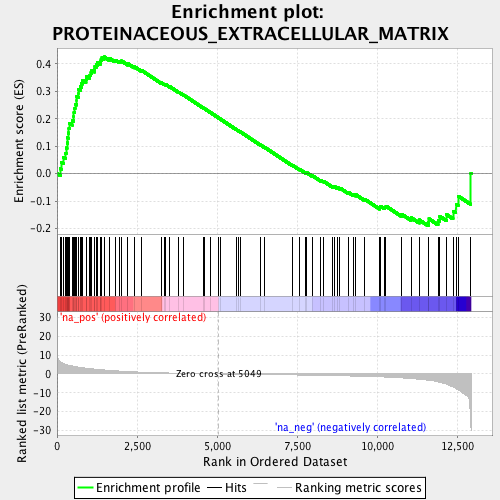 Enrichment plot:
PROTEINACEOUS_EXTRACELLULAR_MATRIX
Enrichment score (ES)
0.4
0.3
0.2
0.1
0.0
-0.1
-0.2
'na_pos' (positively correlated)
Ranked list metric (PreRanked)
30
20
10
0
-10
-20
-30
Zero cross at 5049
'na_neg' (negatively correlated)
0
2,500
5,000
7,500
10,000
12,500
Rank in Ordered Dataset
Enrichment profile
Hits
Ranking metric scores